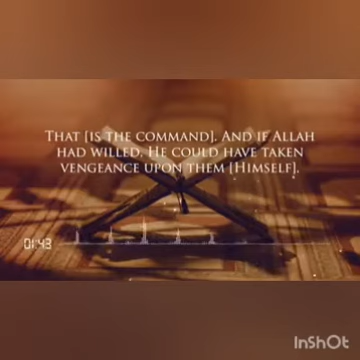 THAT [IS THE COMMAND]. AND IF ALLAH
HAD WILLED, HE COULD HAVE TAKEN
VENGEANCE UPON THEM [HIMSELF],
01:43
InShOt